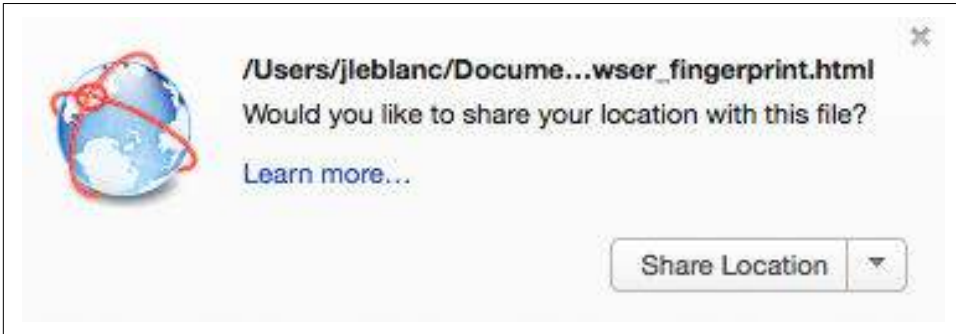 /Users/jleblanc/Docume...wser_fingerprint.html
Would you like to share your location with this file?
Learn more...
Share Location